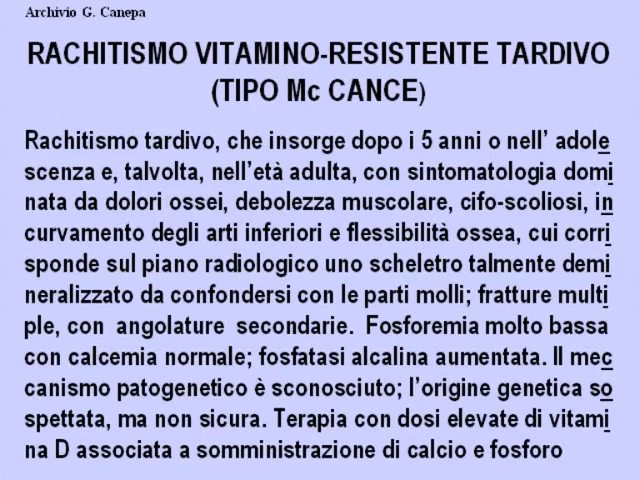 Archivio G. Canepa
RACHITISMO VITAMINO-RESISTENTE TARDIVO
(TIPO Mc CANCE)
Rachitismo tardivo, che insorge dopo i 5 anni o nell' adole
scenza e, talvolta, nell'età adulta, con sintomatologia domi
nata da dolori ossei, debolezza muscolare, cifo-scoliosi, in
curvamento degli arti inferiori e flessibilità ossea, cui corri
sponde sul piano radiologico uno scheletro talmente demi
neralizzato da confondersi con le parti molli; fratture multi
ple, con angolature secondarie. Fosforemia molto bassa
con calcemia normale; fosfatasi alcalina aumentata. Il mec
canismo patogenetico è sconosciuto; l'origine genetica so
spettata, ma non sicura. Terapia con dosi elevate di vitami
na D associata a somministrazione di calcio e fosforo